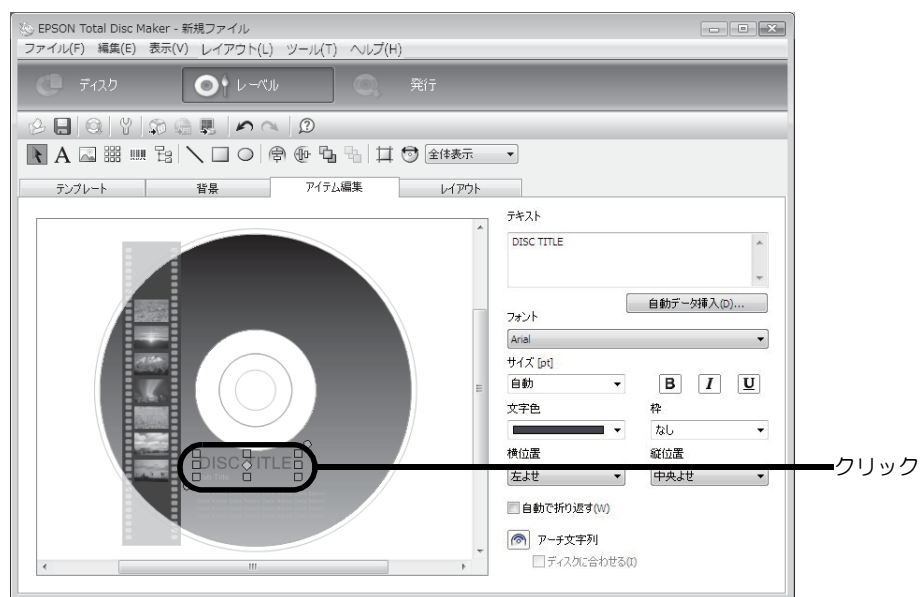 EPSON Total Disc Maker - 新規ファイル
ファイル(F) 編集(E) 表示(V) レイアウト(L) ツール(T) ヘルプ(H)
ディスク レーベル 発行
全体表示
テンプレート 背景 アイテム編集 レイアウト
テキスト
DISC TITLE
自動データ挿入(D)...
フォント
Arial
サイズ [pt]
自動 B I U
文字色 枠
なし
横位置 縦位置
左よせ 中央よせ
自動で折り返す(W)
アーチ文字列
ディスクに合わせる(I)
DISC TITLE
クリック